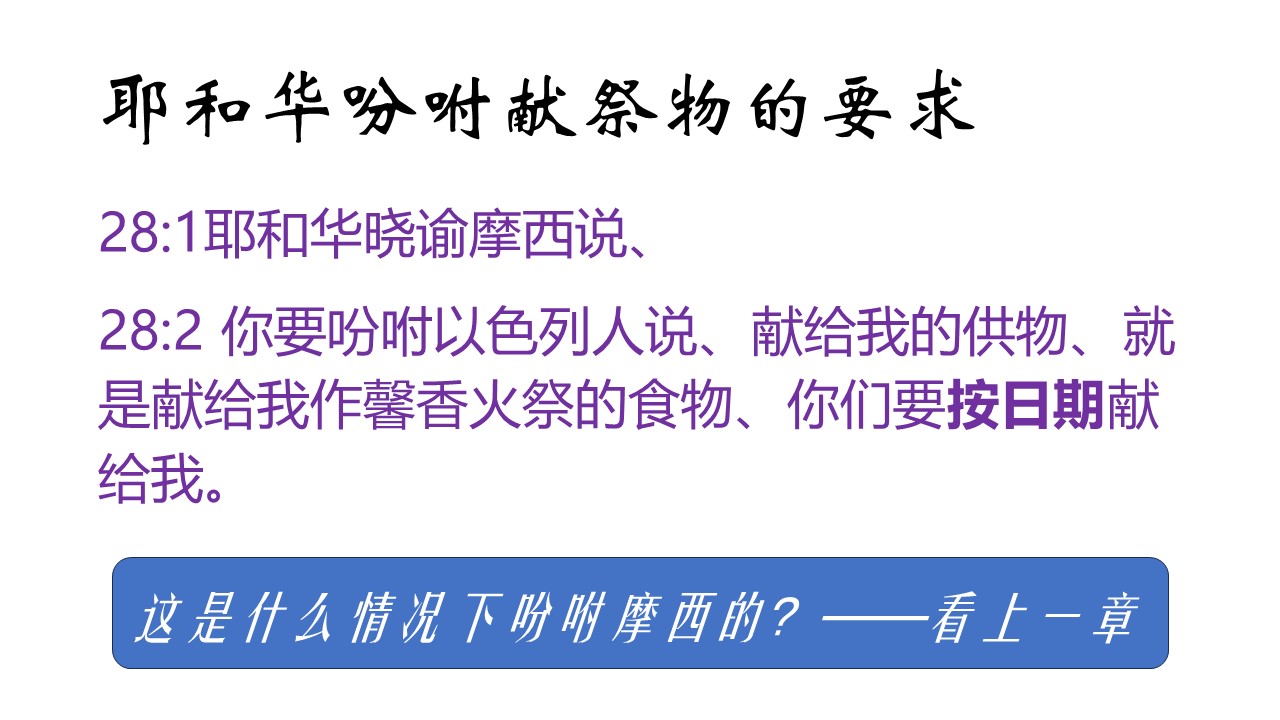 耶和华吩咐献祭物的要求
28:1耶和华晓谕摩西说、
28:2 你要吩咐以色列人说、献给我的供物、就
是献给我作馨香火祭的食物、你们要按日期献
给我。
这是什么情况下吩咐摩西的？——看上一章